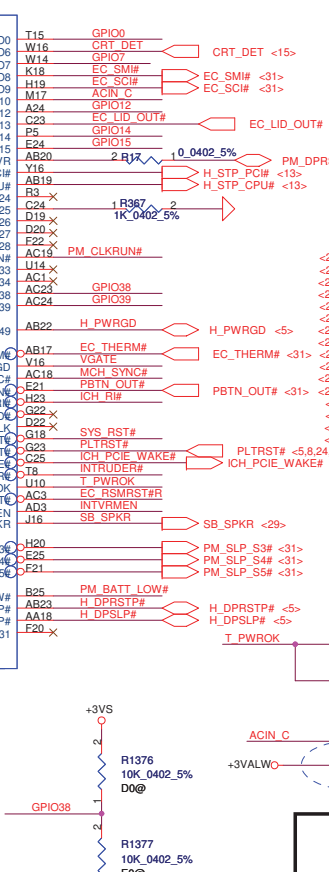 T15 GPIO0
W16 CRT_DET CRT_DET <15>
W14 GPIO7
K18 EC_SMI# EC_SMI# <31>
H19 EC_SCI# EC_SCI# <31>
M17 ACIN_C
A24 GPIO12
C23 EC_LID_OUT# EC_LID_OUT#
P5 GPIO14
E24 GPIO15
AB20 2 R17 1 0_0402_5% PM_DPR
Y16 H_STP_PCI# <13>
AB19 H_STP_CPU# <13>
R3
C24 1 R367 2
1K_0402_5%
D19
D20
F22
AC19 PM_CLKRUN#
U14
AC1
AC23 GPIO38
AC24 GPIO39
AB22 H_PWRGD H_PWRGD <5>
AB17 EC_THERM# EC_THERM# <31>
V16 VGATE
AC18 MCH_SYNC#
E21 PBTN_OUT# PBTN_OUT# <31>
H23 ICH_RI#
G22
D22
G18 SYS_RST#
G23 PLTRST# PLTRST# <5,8,24
C25 ICH_PCIE_WAKE# ICH_PCIE_WAKE#
T8 INTRUDER#
U10 T_PWROK
AC3 EC_RSMRST#R
AD3 INTVRMEN
J16 SB_SPKR SB_SPKR <29>
H20 PM_SLP_S3# <31>
E25 PM_SLP_S4# <31>
F21 PM_SLP_S5# <31>
B25 PM_BATT_LOW#
AB23 H_DPRSTP# H_DPRSTP# <5>
AA18 H_DPSLP# H_DPSLP# <5>
F20
T_PWROK
+3VS
ACIN_C
2
R1376
10K_0402_5%
D0@
+3VALW
1
GPIO38
2
R1377
10K_0402_5%